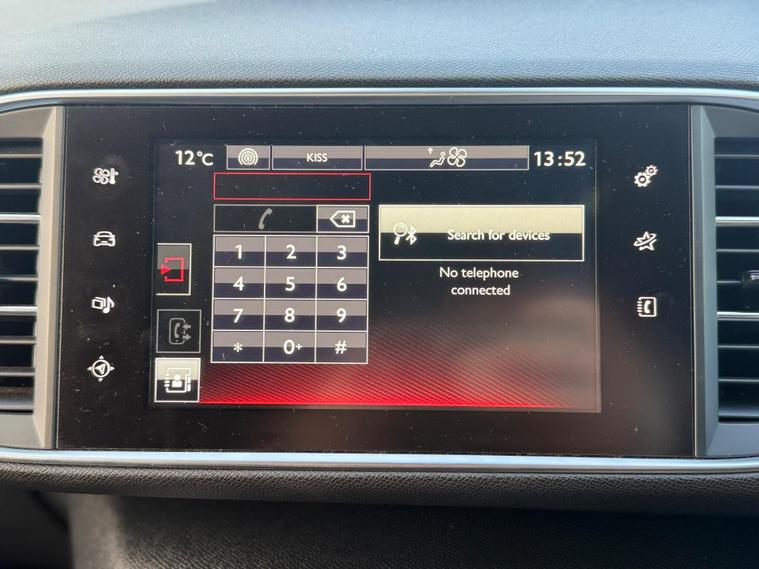 12°C
KISS
13:52
Search for devices
1 2 3
No telephone
connected
4 5 6
7 8 9
* 0+ #